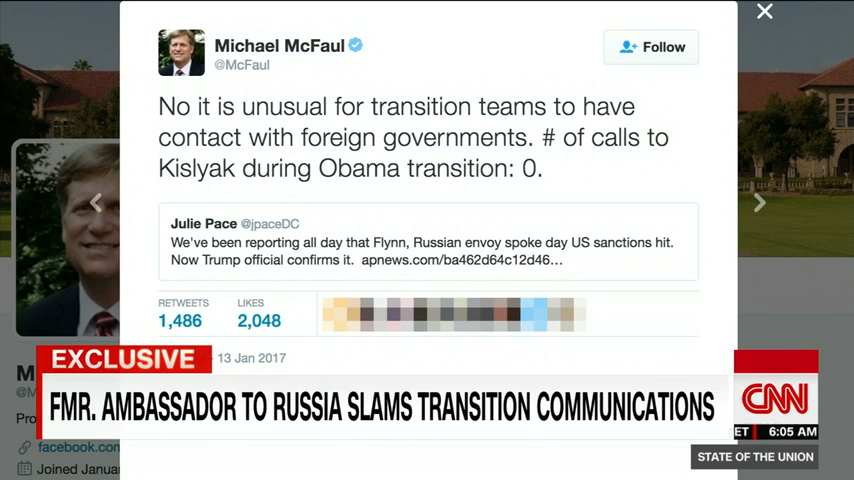 Michael McFaul
@McFaul
Follow
No it is unusual for transition teams to have
contact with foreign governments. # of calls to
Kislyak during Obama transition: 0.
Julie Pace @jpaceDC
We've been reporting all day that Flynn, Russian envoy spoke day US sanctions hit.
Now Trump official confirms it. apnews.com/ba462d64c12d46...
RETWEETS
LIKES
1,486
2,048
13 Jan 2017
EXCLUSIVE
FMR. AMBASSADOR TO RUSSIA SLAMS TRANSITION COMMUNICATIONS
CNN
ET 6:05 AM
STATE OF THE UNION
facebook.com
Joined